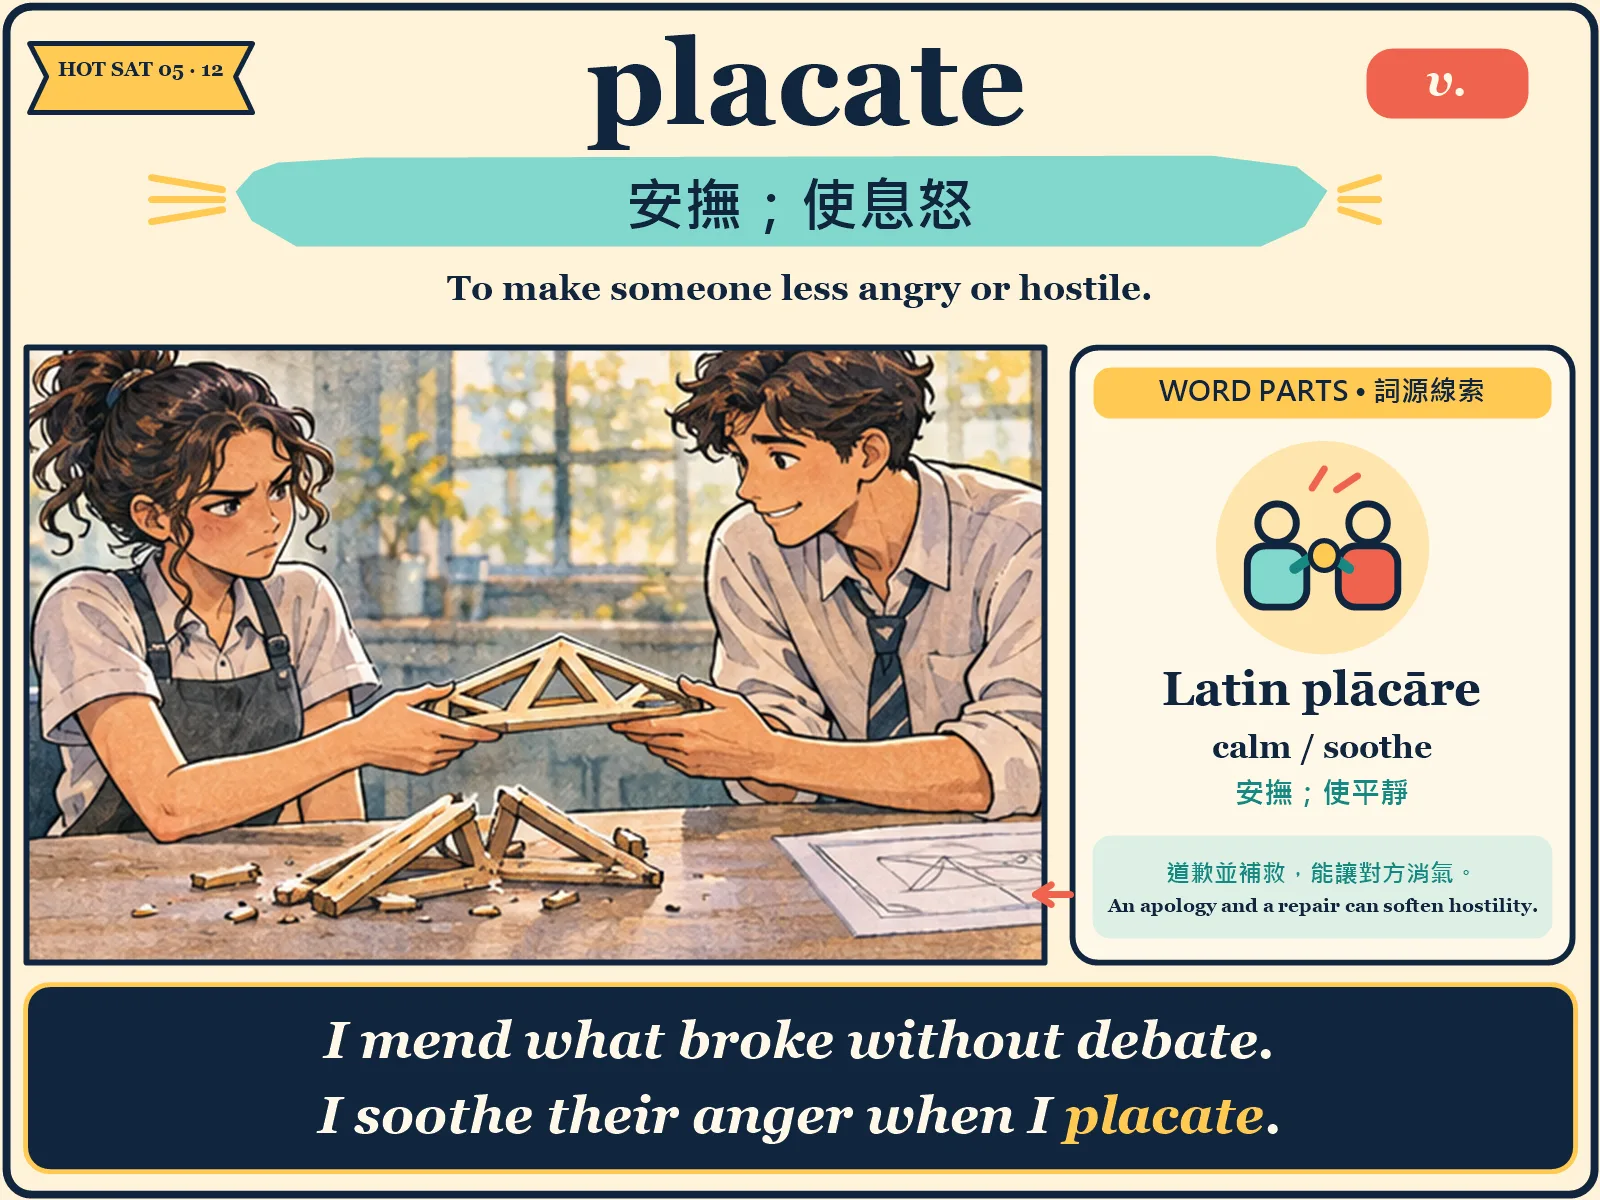 HOT SAT 05 · 12
placate
v.
安撫；使息怒
To make someone less angry or hostile.
WORD PARTS • 詞源線索
Latin plācāre
calm / soothe
安撫；使平靜
道歉並補救，能讓對方消氣。
An apology and a repair can soften hostility.
I mend what broke without debate.
I soothe their anger when I placate.